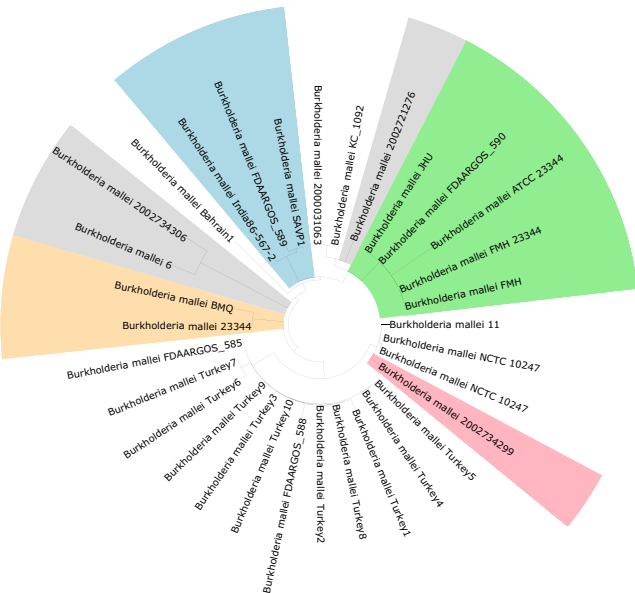 Burkholderia mallei 2000031063
Burkholderia mallei KC_1092
Burkholderia mallei 2002721276
Burkholderia mallei JHU
Burkholderia mallei FDAARGOS_590
Burkholderia mallei ATCC 23344
Burkholderia mallei FMH 23344
Burkholderia mallei FMH
Burkholderia mallei 11
Burkholderia mallei NCTC 10247
Burkholderia mallei NCTC 10247
Burkholderia mallei 2002734299
Burkholderia mallei Turkey5
Burkholderia mallei Turkey4
Burkholderia mallei Turkey1
Burkholderia mallei Turkey8
Burkholderia mallei Turkey2
Burkholderia mallei FDAARGOS_588
Burkholderia mallei Turkey10
Burkholderia mallei Turkey3
Burkholderia mallei Turkey9
Burkholderia mallei Turkey6
Burkholderia mallei Turkey7
Burkholderia mallei FDAARGOS_585
Burkholderia mallei 23344
Burkholderia mallei BMQ
Burkholderia mallei 6
Burkholderia mallei 2002734306
Burkholderia mallei Bahrain1
Burkholderia mallei India86-567-2
Burkholderia mallei FDAARGOS_589
Burkholderia mallei SAVP1